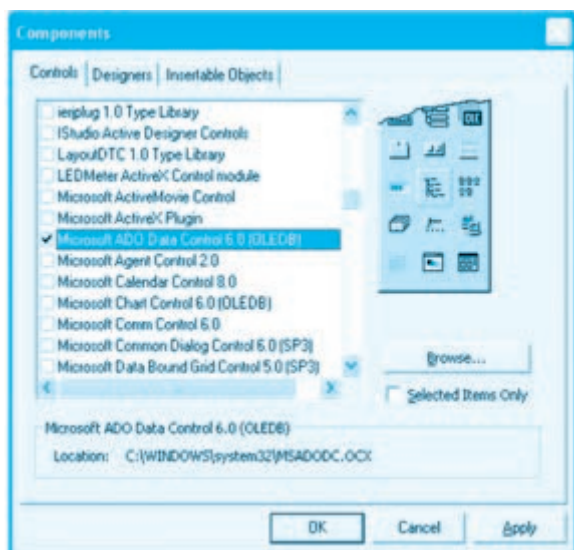 Components
Controls Designers Insertable Objects
ieriplug 1.0 Type Library
IStudio Active Designer Controls
LayoutDTC 1.0 Type Library
LEDMeter ActiveX Control module
Microsoft ActiveMovie Control
Microsoft ActiveX Plugin
Microsoft ADO Data Control 6.0 (OLEDB)
Microsoft Agent Control 2.0
Microsoft Calendar Control 8.0
Microsoft Chart Control 6.0 (OLEDB)
Microsoft Comm Control 6.0
Microsoft Common Dialog Control 6.0 (SP3)
Microsoft Data Bound Grid Control 5.0 (SP3)
Browse...
Selected Items Only
Microsoft ADO Data Control 6.0 (OLEDB)
Location: C:\WINDOWS\system32\MSADODC.OCX
OK Cancel Apply